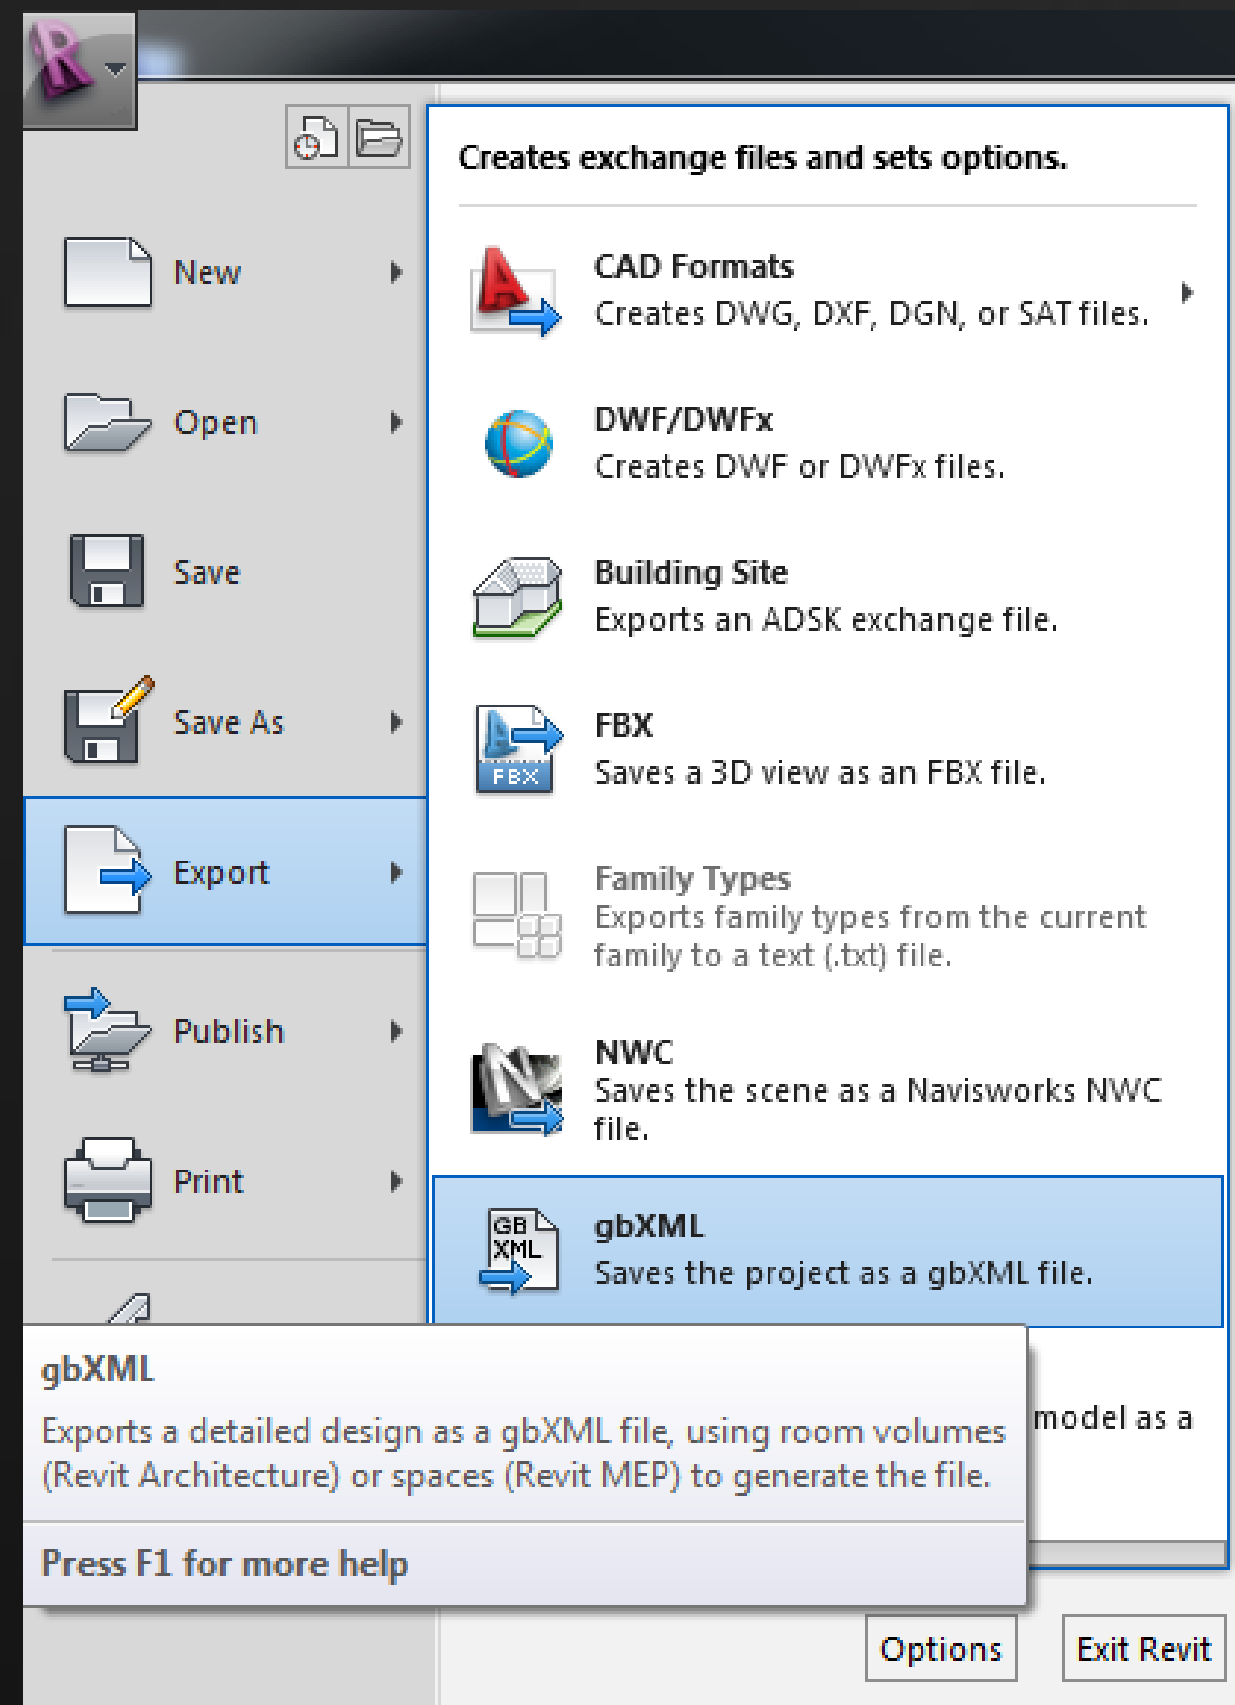 Creates exchange files and sets options.
New
Open
Save
Save As
Export
Publish
Print
CAD Formats
Creates DWG, DXF, DGN, or SAT files.
DWF/DWFx
Creates DWF or DWFx files.
Building Site
Exports an ADSK exchange file.
FBX
FBX
Saves a 3D view as an FBX file.
Family Types
Exports family types from the current
family to a text (.txt) file.
NWC
Saves the scene as a Navisworks NWC
file.
GB
XML
gbXML
Saves the project as a gbXML file.
model as a
gbXML
Exports a detailed design as a gbXML file, using room volumes
(Revit Architecture) or spaces (Revit MEP) to generate the file.
Press F1 for more help
Options
Exit Revit